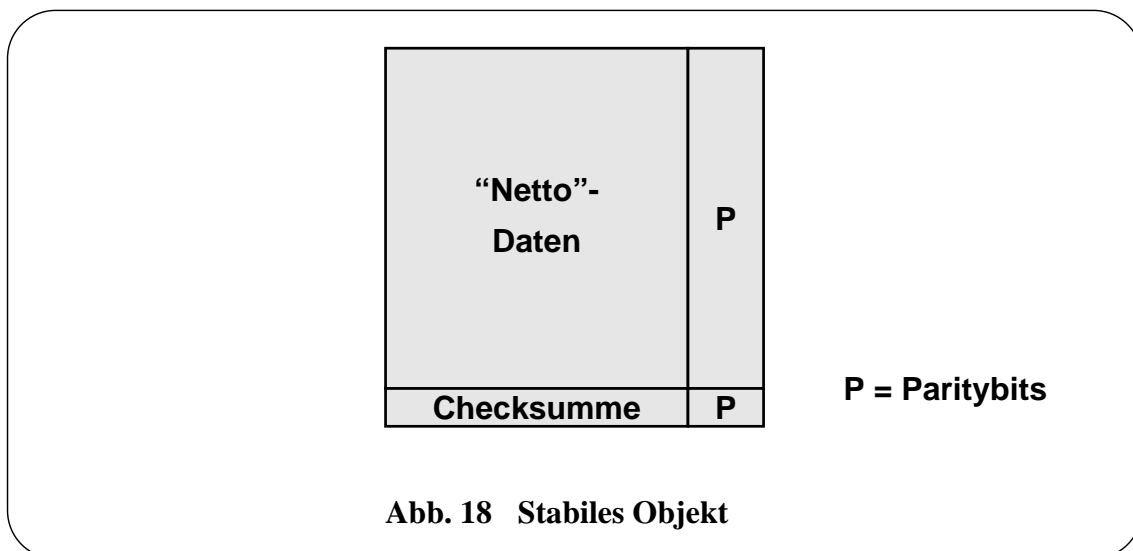 “Netto”-
Daten
P
Checksumme
P
P = Paritybits
Abb. 18 Stabiles Objekt